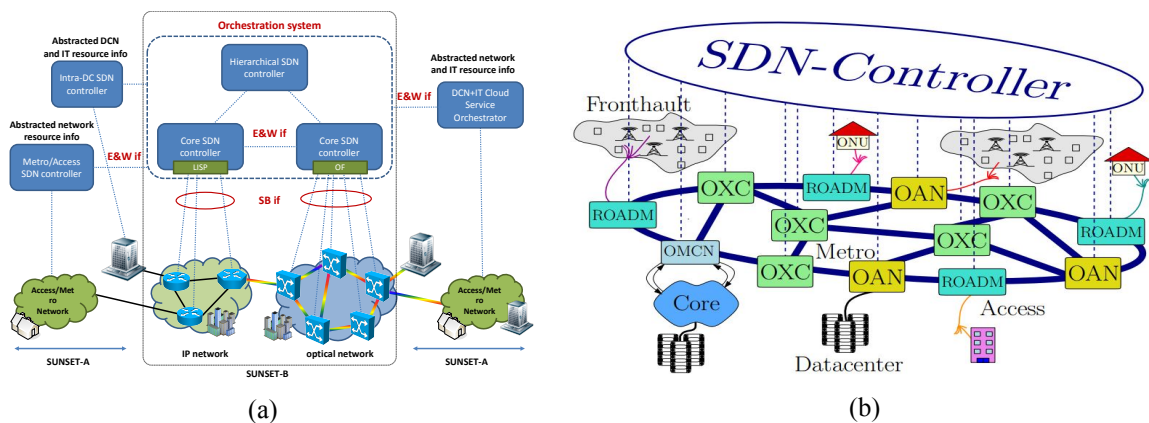 Orchestration system
Abstracted DCN
and IT resource info
Intra-DC SDN
controller
Abstracted network
resource info
Metro/Access
SDN controller
E&W if
Hierarchical SDN
controller
Core SDN
controller
LISP
E&W if
Core SDN
controller
OF
E&W if
Abstracted network
and IT resource info
DCN+IT Cloud
Service
Orchestrator
SB if
Access/Met
ro Network
Access/Met
ro Network
IP network
optical network
SUNSET-A
SUNSET-B
SUNSET-A
(a)
SDN-Controller
Fronthault
ONU
ONU
ROADM
OXC
ROADM
OAN
OXC
ROADM
OXC
OXC
OMCN
Metro
OXC
OAN
ROADM
OAN
Core
Access
Datacenter
(b)